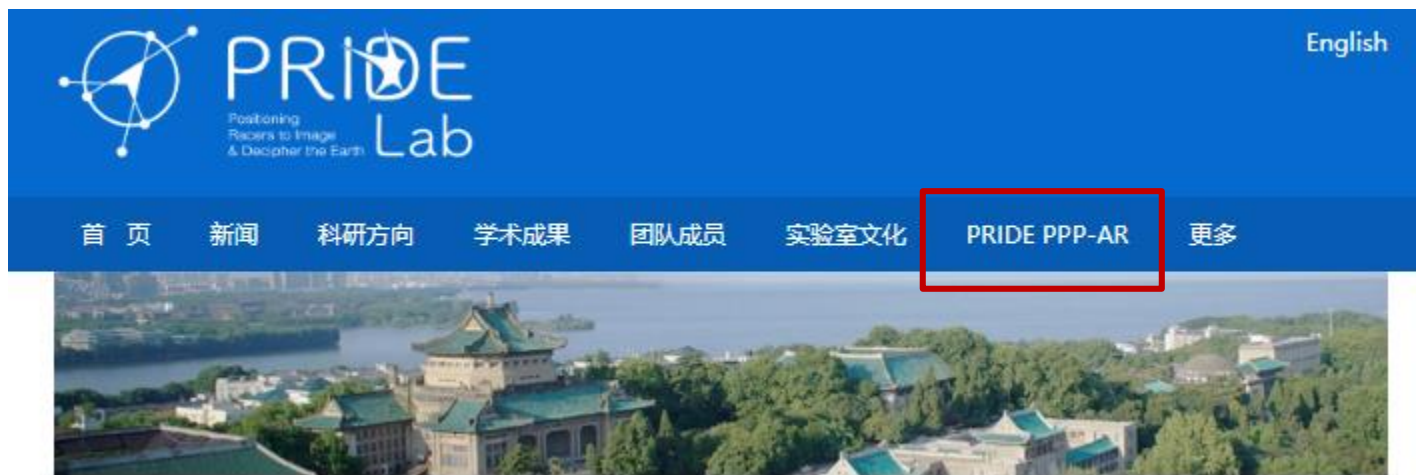 English
PRIDE
Positioning
Racers to Image
& Decipher the Earth
Lab
首 页 新闻 科研方向 学术成果 团队成员 实验室文化 PRIDE PPP-AR 更多